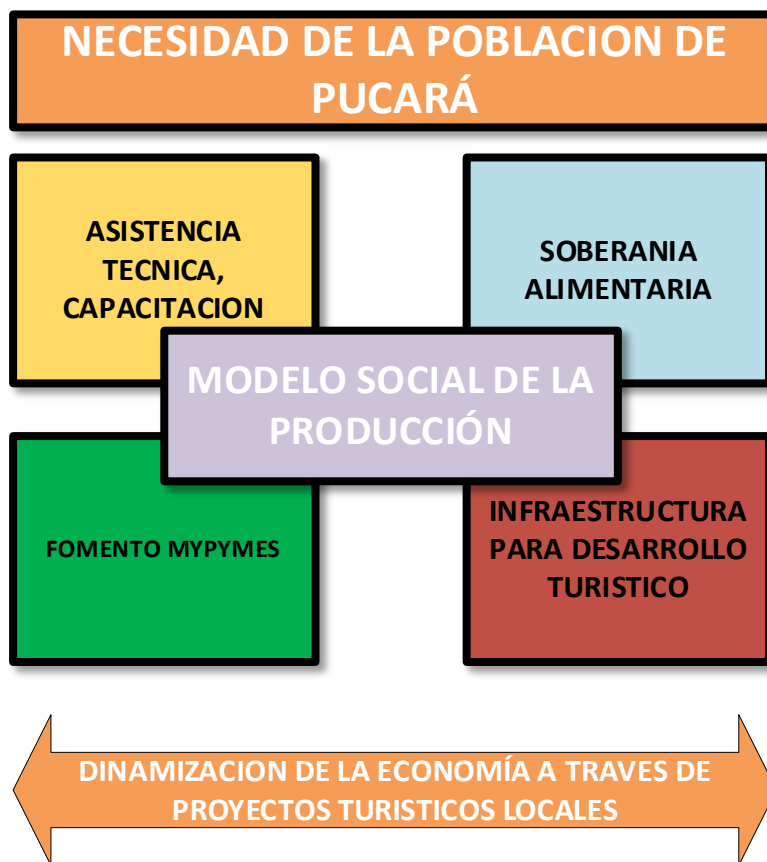 NECESIDAD DE LA POBLACION DE
PUCARÁ
ASISTENCIA
TECNICA,
CAPACITACION
SOBERANIA
ALIMENTARIA
MODELO SOCIAL DE LA
PRODUCCIÓN
FOMENTO MYPYMES
INFRAESTRUCTURA
PARA DESARROLLO
TURISTICO
DINAMIZACION DE LA ECONOMÍA A TRAVES DE
PROYECTOS TURISTICOS LOCALES